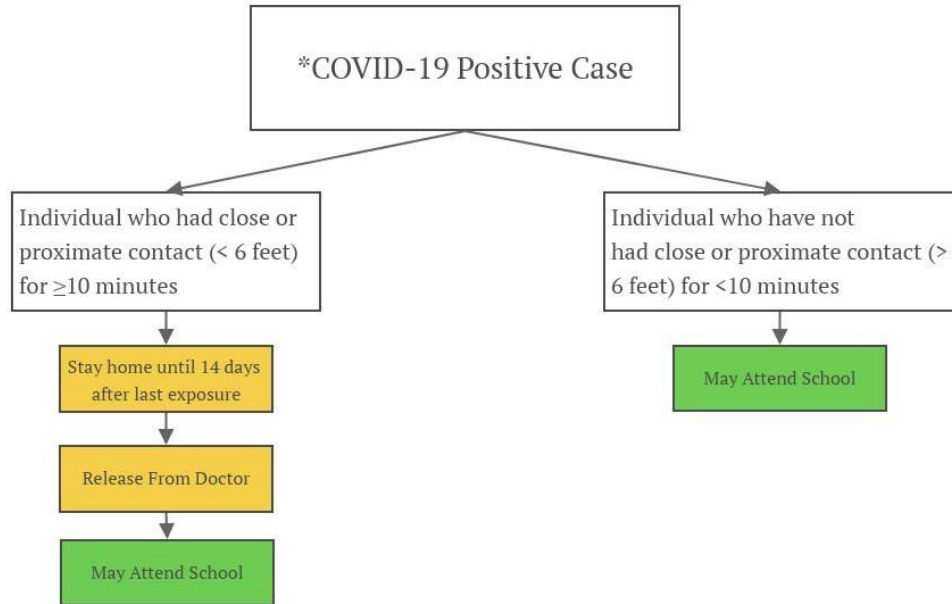 *COVID-19 Positive Case
Individual who had close or
proximate contact (< 6 feet)
for ≥10 minutes
Individual who have not
had close or proximate contact (>
6 feet) for <10 minutes
Stay home until 14 days
after last exposure
May Attend School
Release From Doctor
May Attend School